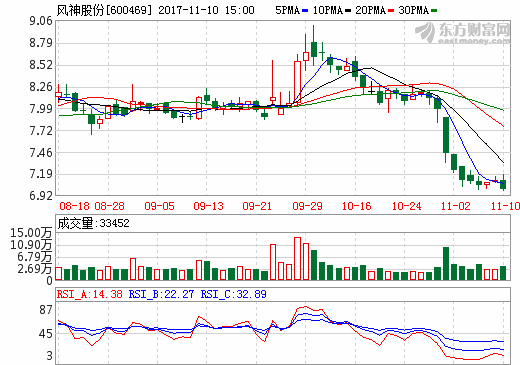 风神股份[600469] 2017-11-10 15:00 5PMA 10PMA 20PMA 30PMA
9.06
东方财富网
eastmoney.com
8.79
8.52
8.26
7.99
7.72
7.46
7.19
6.92
08-18 08-28 09-05 09-13 09-21 09-29 10-16 10-24 11-02 11-10
成交量:33452
15.00万
10.90万
6.79万
2.69万
0
RSI_A:14.38 RSI_B:22.27 RSI_C:32.89
87
45
3